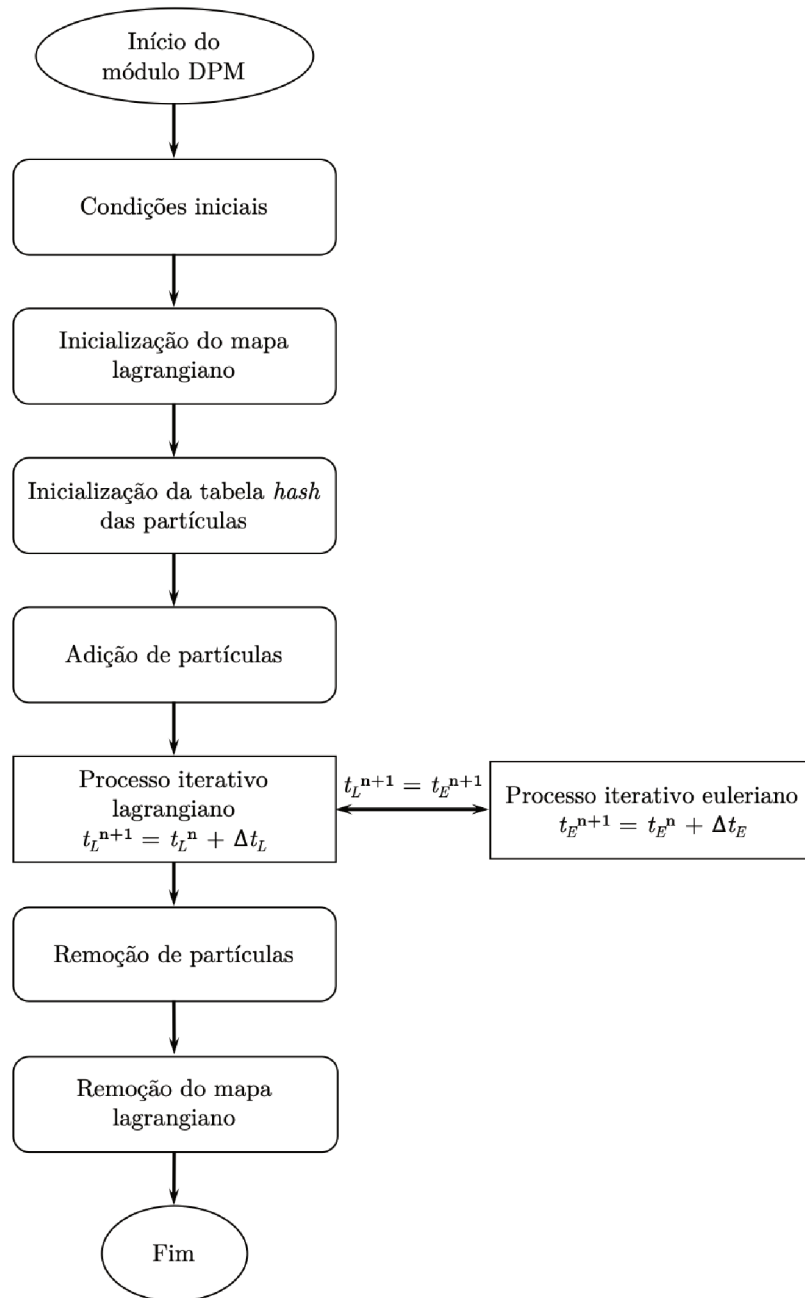 Início do
módulo DPM
Condições iniciais
Inicialização do mapa
lagrangiano
Inicialização da tabela hash
das partículas
Adição de partículas
Processo iterativo
lagrangiano
t_L^{n+1} = t_L^n + Δt_L
t_L^{n+1} = t_E^{n+1}
Processo iterativo euleriano
t_E^{n+1} = t_E^n + Δt_E
Remoção de partículas
Remoção do mapa
lagrangiano
Fim